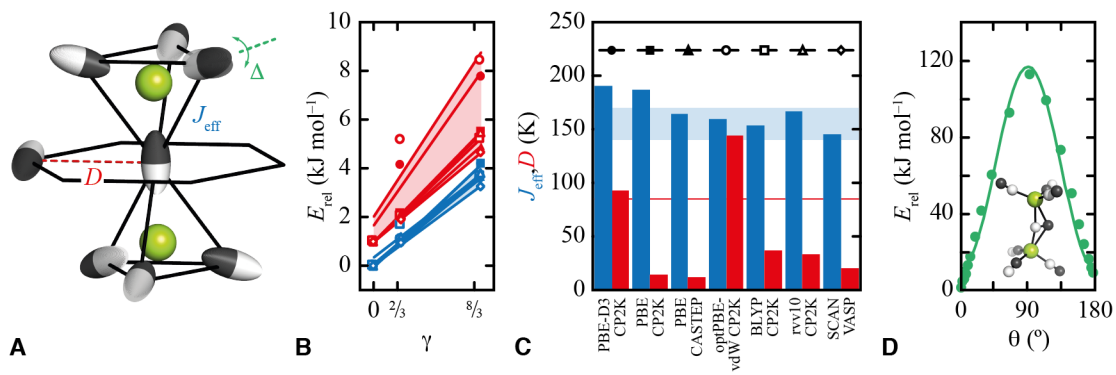 A
Δ
J_eff
D
B
E_rel (kJ mol⁻¹)
10
8
6
4
2
0
0 2/3 8/3
γ
C
J_eff, D (K)
250
200
150
100
50
0
PBE-D3
CP2K
PBE
CP2K
PBE
CASTEP
optPBE-
vdW CP2K
BLYP
CP2K
rvv10
CP2K
SCAN
VASP
D
E_rel (kJ mol⁻¹)
120
80
40
0
0 90 180
θ (º)